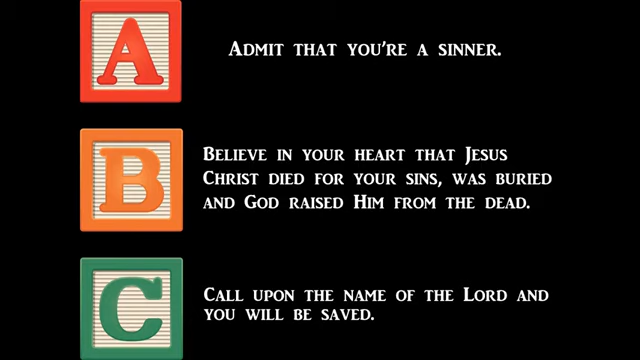 A
Admit that you're a sinner.
B
Believe in your heart that Jesus
Christ died for your sins, was buried
and God raised Him from the dead.
C
Call upon the name of the Lord and
you will be saved.